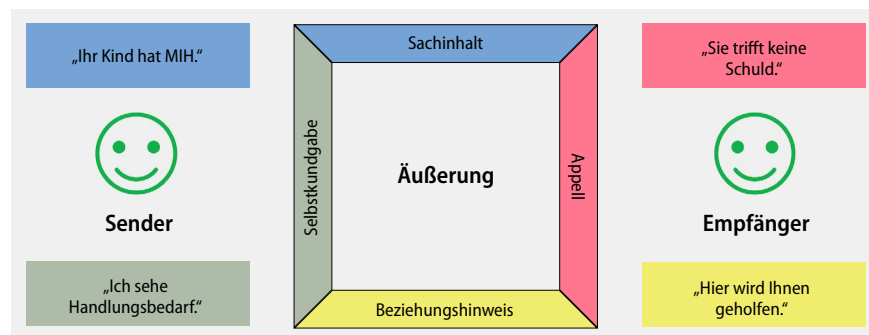 „Ihr Kind hat MIH.“
Sachinhalt
„Sie trifft keine
Schuld.“
Selbstkundgabe
Äußerung
Appell
Sender
Empfänger
„Ich sehe
Handlungsbedarf.“
Beziehungshinweis
„Hier wird Ihnen
geholfen.“